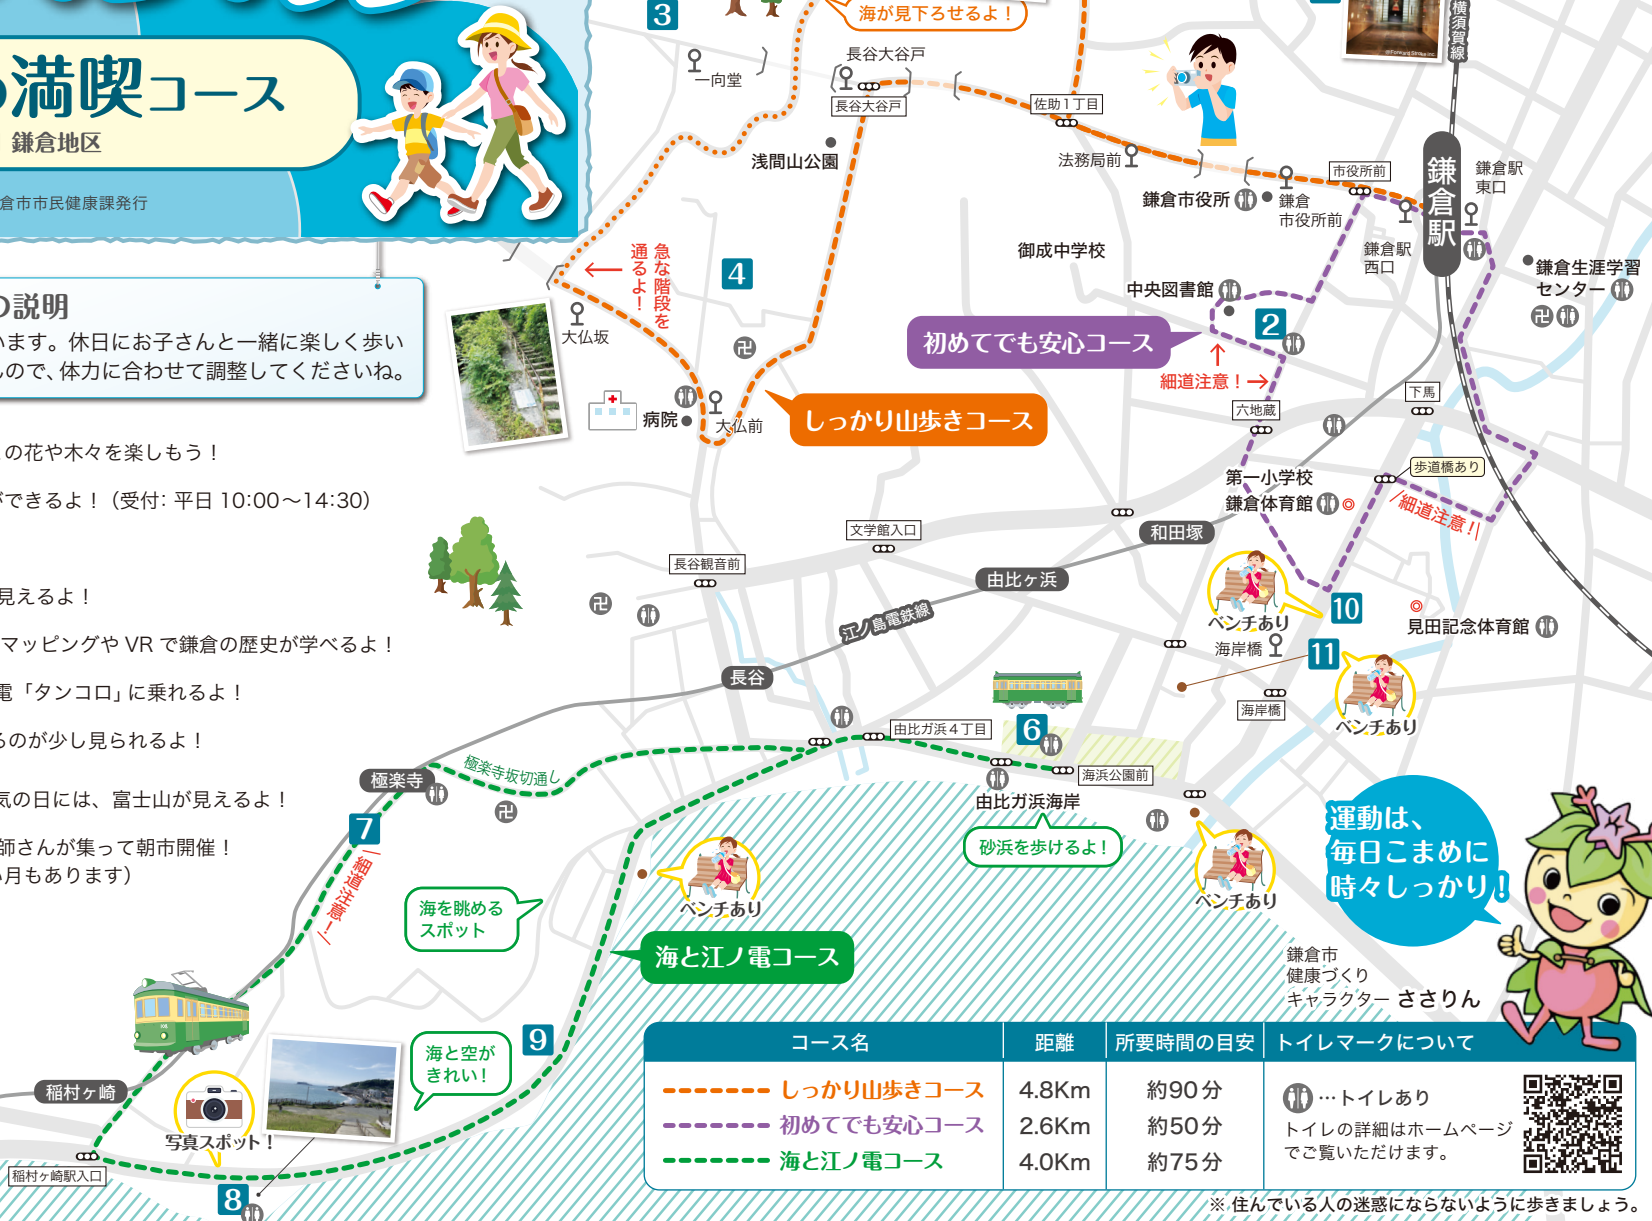 満喫コース
鎌倉地区
倉市市民健康課発行
の説明
います。休日にお子さんと一緒に楽しく歩い
ので、体力に合わせて調整してくださいね。
の花や木々を楽しもう！
ができるよ！（受付: 平日 10:00〜14:30）
見えるよ！
マッピングや VR で鎌倉の歴史が学べるよ！
電「タンコロ」に乗れるよ！
るのが少し見られるよ！
気の日には、富士山が見えるよ！
師さんが集って朝市開催！
い月もあります）
3
海が見下ろせるよ！
一向堂
長谷大谷戸
長谷大谷戸
佐助1丁目
横須賀線
浅間山公園
法務局前
鎌倉市役所
鎌倉
市役所前
市役所前
鎌倉駅
鎌倉駅
東口
鎌倉駅
西口
急な階段を
通るよ！
4
御成中学校
中央図書館
2
鎌倉生涯学習
センター
大仏坂
初めてでも安心コース
細道注意！
六地蔵
下馬
病院
大仏前
しっかり山歩きコース
歩道橋あり
細道注意！
第一小学校
鎌倉体育館
文学館入口
和田塚
長谷観音前
由比ヶ浜
江ノ島電鉄線
ベンチあり
10
見田記念体育館
海岸橋
11
長谷
海岸橋
ベンチあり
由比ガ浜4丁目
6
海浜公園前
極楽寺
極楽寺坂切通し
由比ガ浜海岸
砂浜を歩けるよ！
7
細道注意！
ベンチあり
ベンチあり
運動は、
毎日こまめに
時々しっかり！
海を眺める
スポット
海と江ノ電コース
鎌倉市
健康づくり
キャラクター ささりん
9
海と空が
きれい！
稲村ヶ崎
写真スポット！
稲村ヶ崎駅入口
8
コース名 距離 所要時間の目安 トイレマークについて
しっかり山歩きコース 4.8Km 約90分
初めてでも安心コース 2.6Km 約50分
海と江ノ電コース 4.0Km 約75分
…トイレあり
トイレの詳細はホームページ
でご覧いただけます。
※ 住んでいる人の迷惑にならないように歩きましょう。